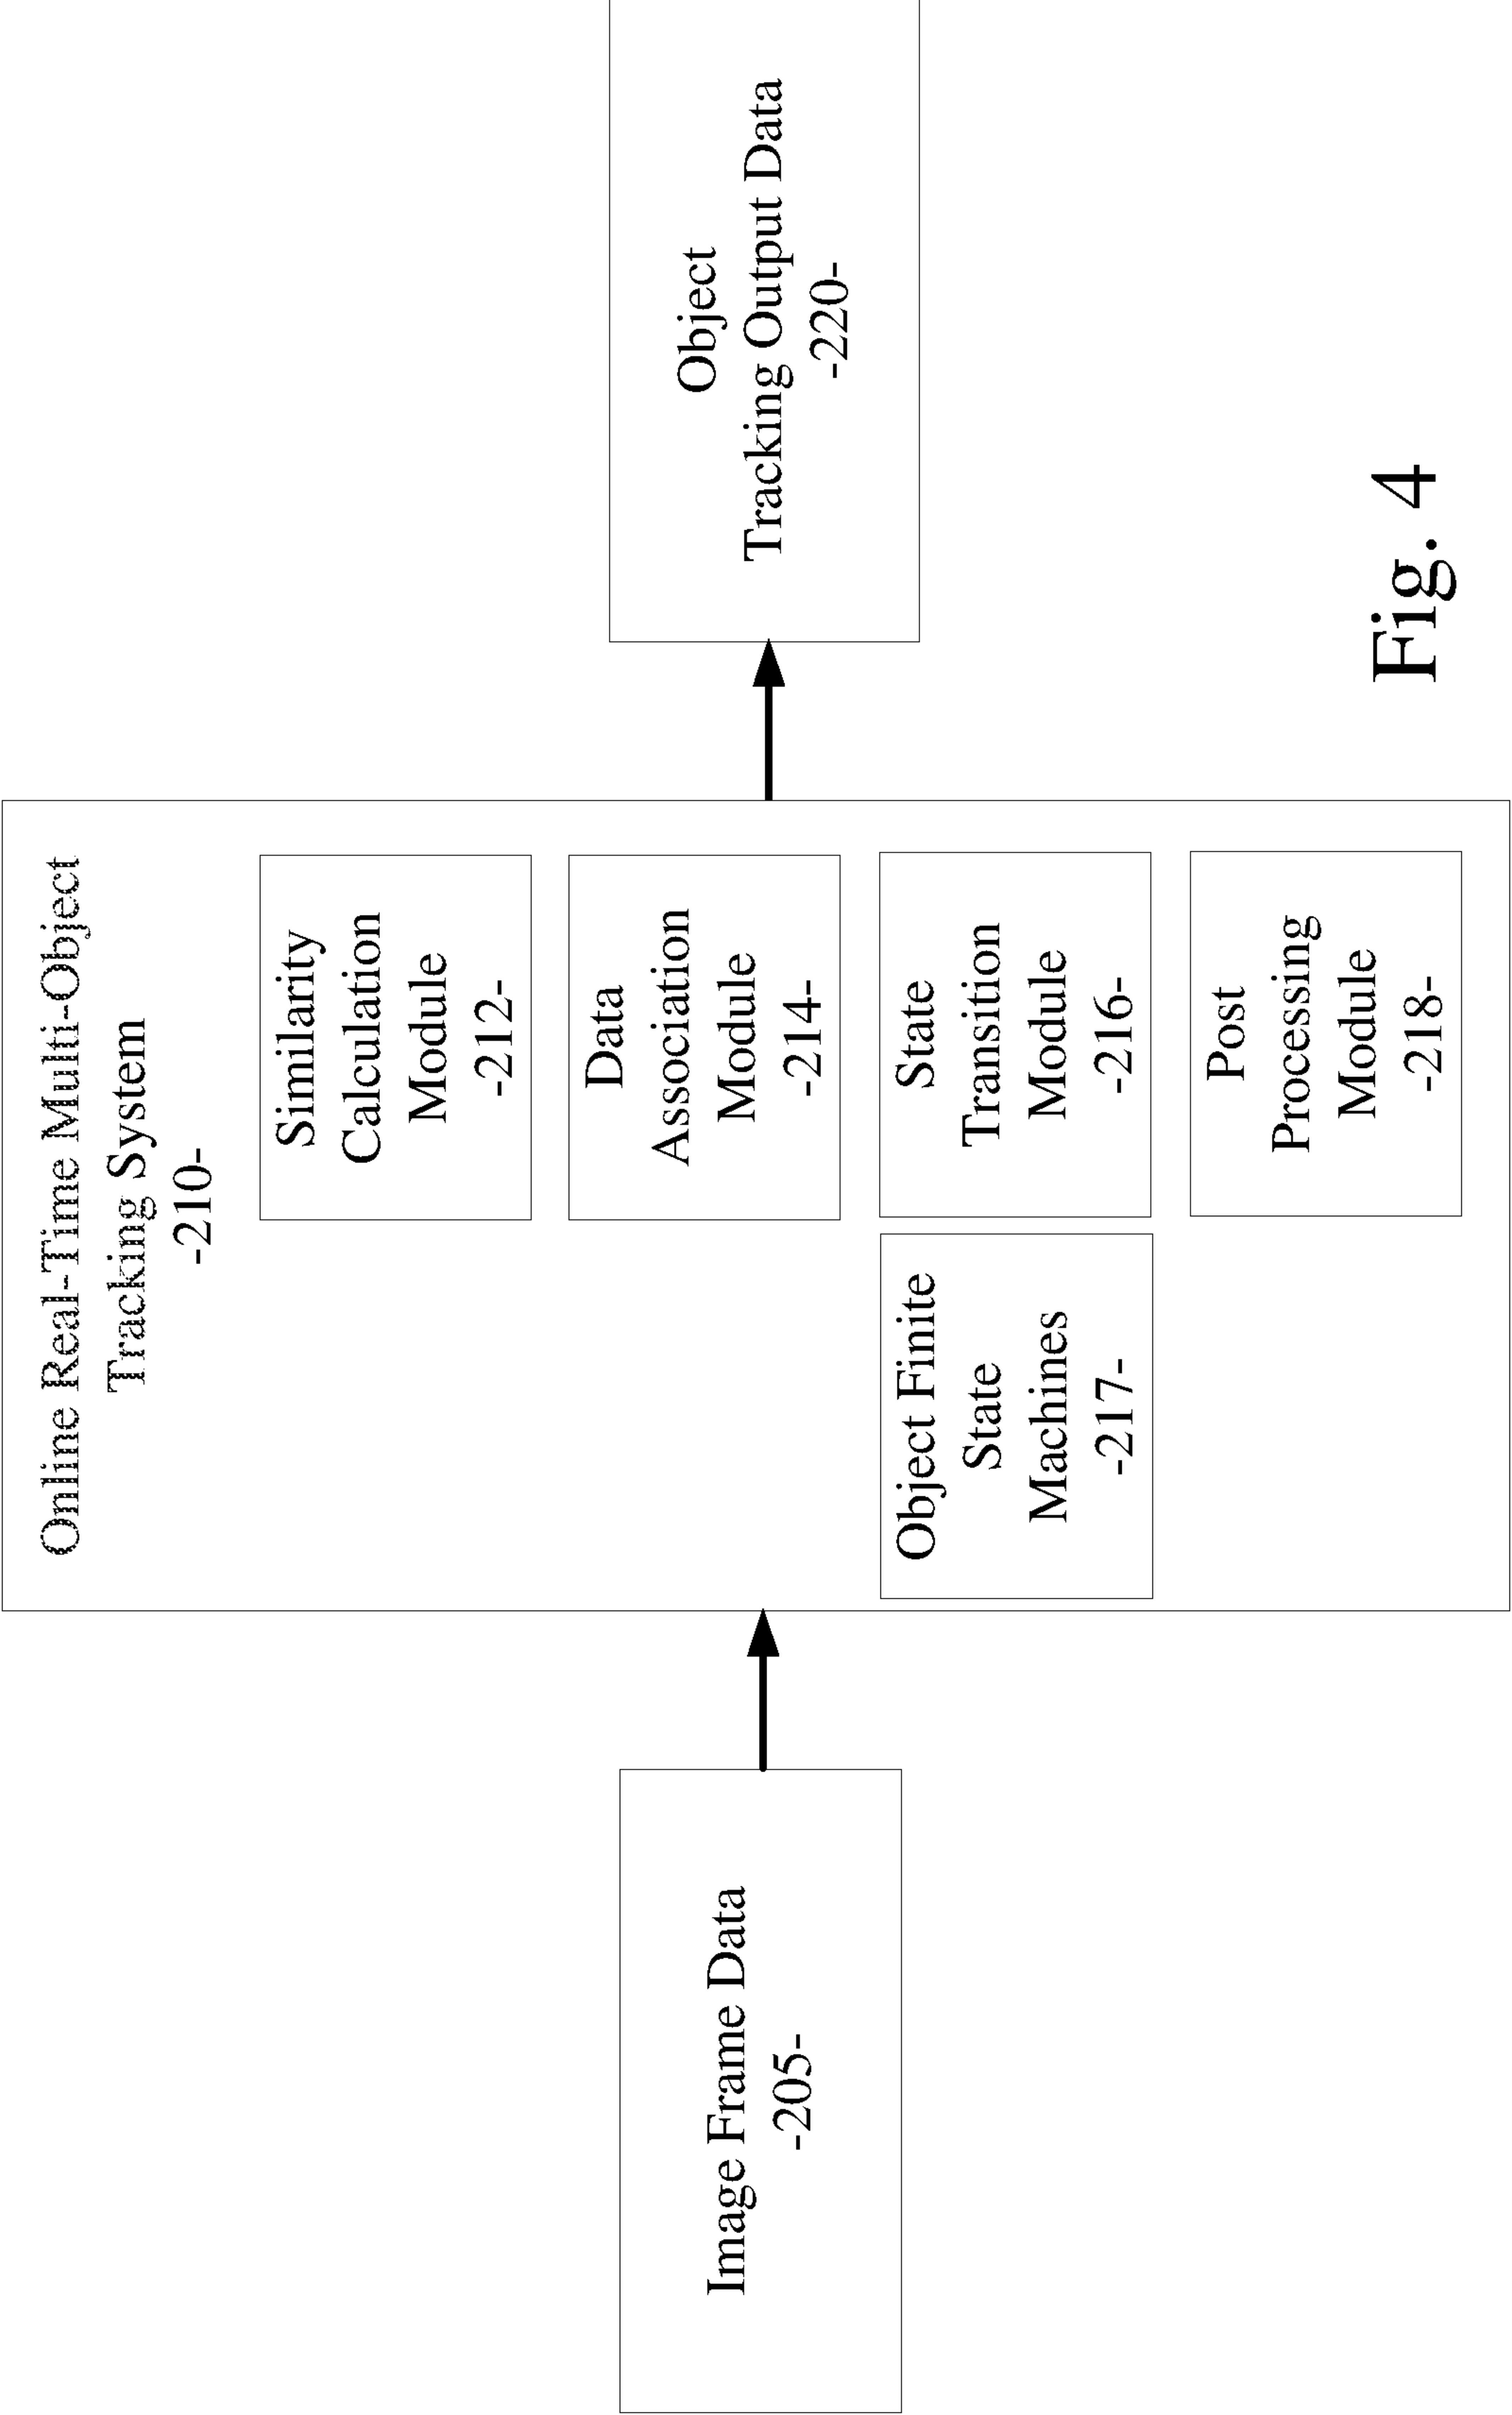 Image Frame Data
-205-
Online Real-Time Multi-Object
Tracking System
-210-
Similarity
Calculation
Module
-212-
Data
Association
Module
-214-
Object Finite
State
Machines
-217-
State
Transition
Module
-216-
Post
Processing
Module
-218-
Object
Tracking Output Data
-220-
Fig. 4